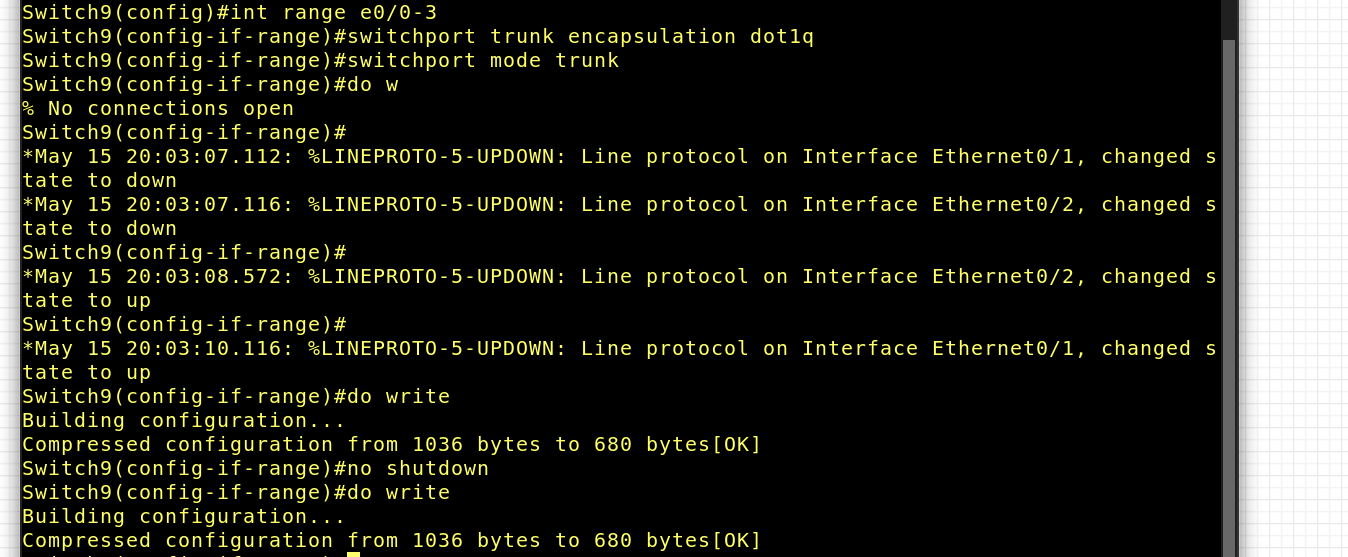 Switch9(config)#int range e0/0-3
Switch9(config-if-range)#switchport trunk encapsulation dot1q
Switch9(config-if-range)#switchport mode trunk
Switch9(config-if-range)#do w
% No connections open
Switch9(config-if-range)#
*May 15 20:03:07.112: %LINEPROTO-5-UPDOWN: Line protocol on Interface Ethernet0/1, changed s
tate to down
*May 15 20:03:07.116: %LINEPROTO-5-UPDOWN: Line protocol on Interface Ethernet0/2, changed s
tate to down
Switch9(config-if-range)#
*May 15 20:03:08.572: %LINEPROTO-5-UPDOWN: Line protocol on Interface Ethernet0/2, changed s
tate to up
Switch9(config-if-range)#
*May 15 20:03:10.116: %LINEPROTO-5-UPDOWN: Line protocol on Interface Ethernet0/1, changed s
tate to up
Switch9(config-if-range)#do write
Building configuration...
Compressed configuration from 1036 bytes to 680 bytes[OK]
Switch9(config-if-range)#no shutdown
Switch9(config-if-range)#do write
Building configuration...
Compressed configuration from 1036 bytes to 680 bytes[OK]